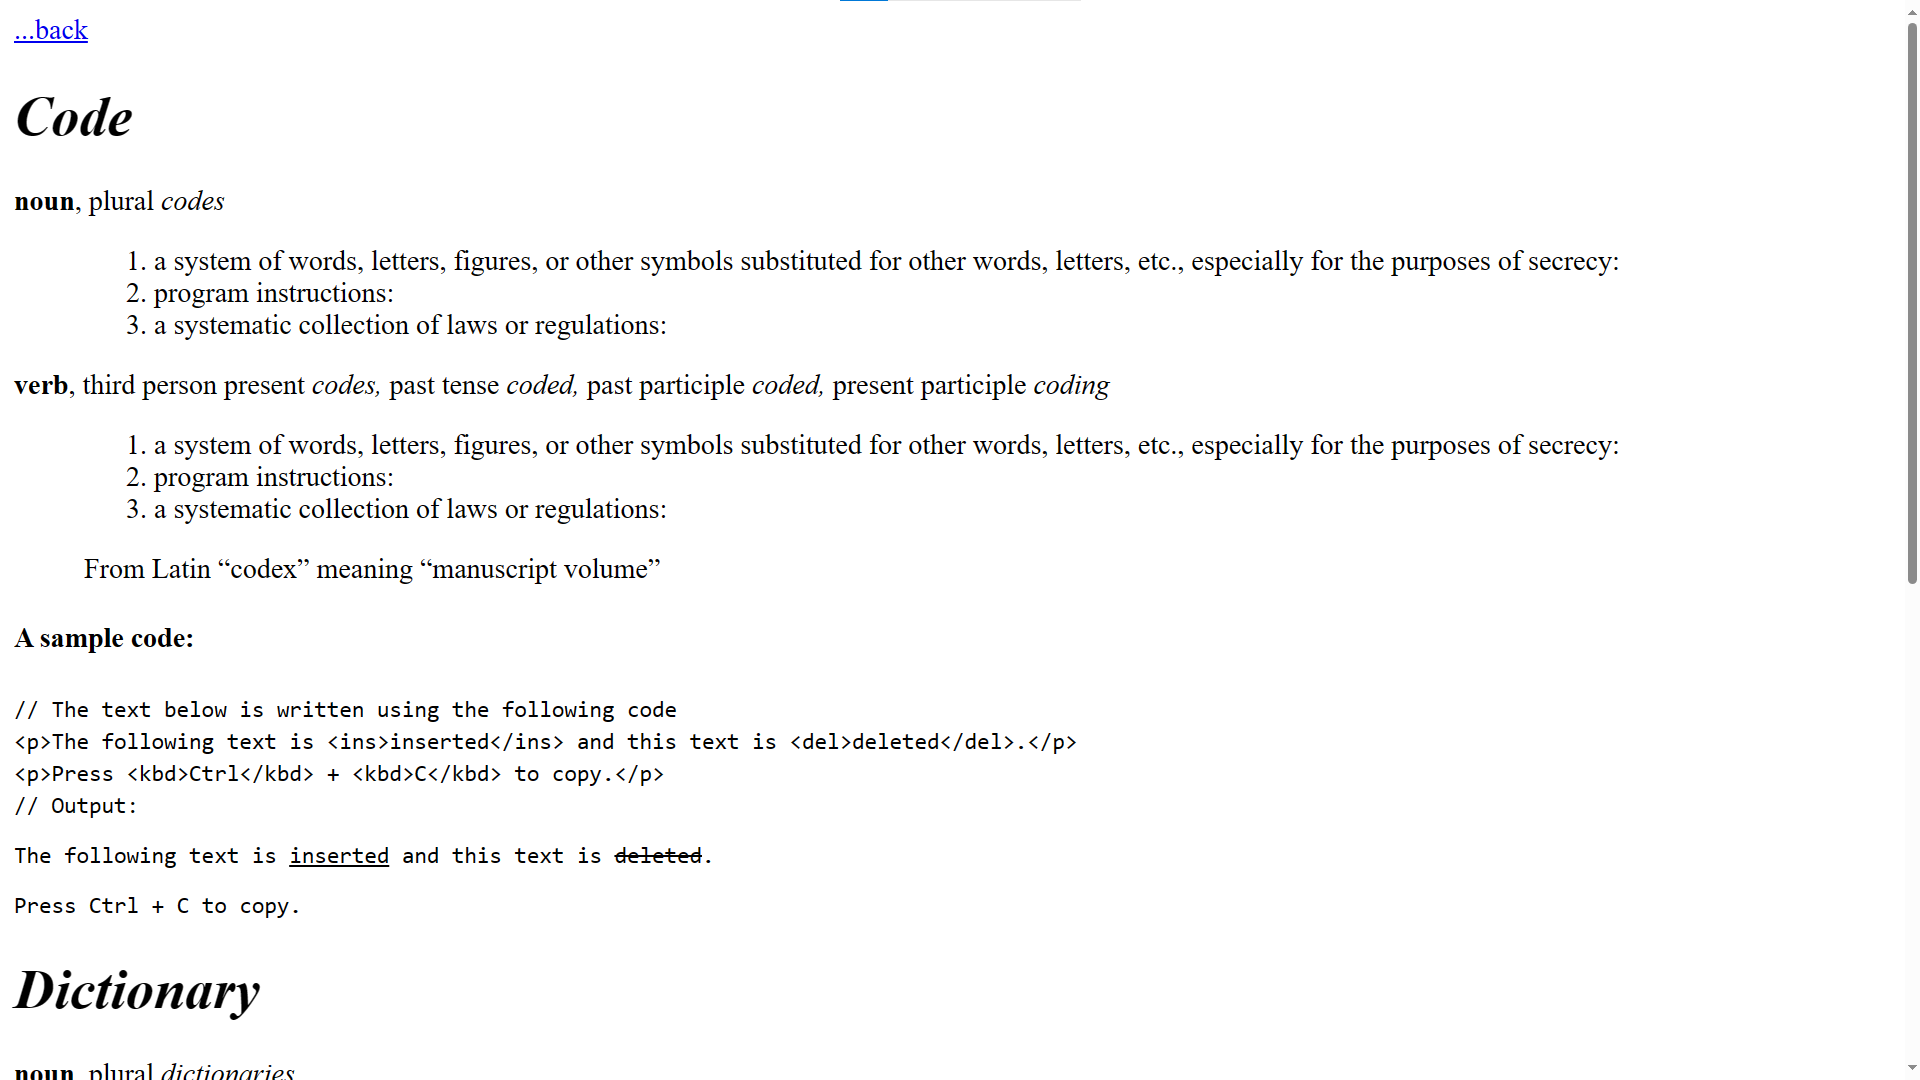 ...back
Code
noun, plural codes
1. a system of words, letters, figures, or other symbols substituted for other words, letters, etc., especially for the purposes of secrecy:
2. program instructions:
3. a systematic collection of laws or regulations:
verb, third person present codes, past tense coded, past participle coded, present participle coding
1. a system of words, letters, figures, or other symbols substituted for other words, letters, etc., especially for the purposes of secrecy:
2. program instructions:
3. a systematic collection of laws or regulations:
From Latin “codex” meaning “manuscript volume”
A sample code:
// The text below is written using the following code
<p>The following text is <ins>inserted</ins> and this text is <del>deleted</del>.</p>
<p>Press <kbd>Ctrl</kbd> + <kbd>C</kbd> to copy.</p>
// Output:
The following text is inserted and this text is deleted.
Press Ctrl + C to copy.
Dictionary
noun, plural dictionaries